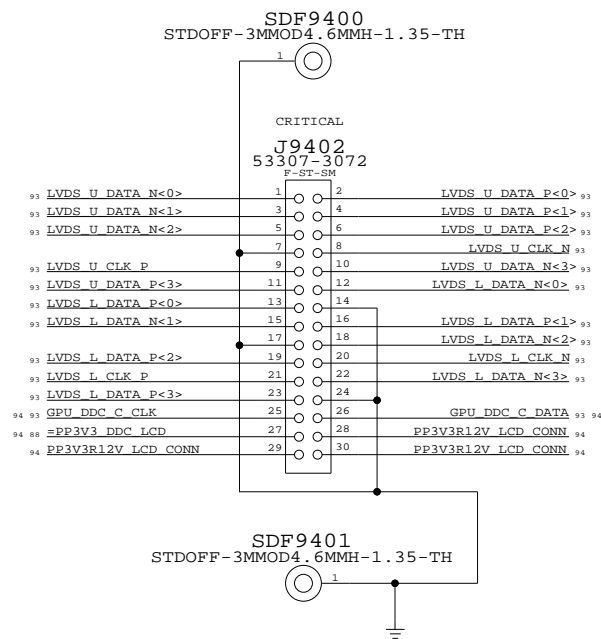 SDF9400
STDOFF-3MMOD4.6MMH-1.35-TH
1
CRITICAL
J9402
53307-3072
F-ST-SM
93 LVDS_U_DATA_N<0> 1 2 LVDS_U_DATA_P<0> 93
93 LVDS_U_DATA_N<1> 3 4 LVDS_U_DATA_P<1> 93
93 LVDS_U_DATA_N<2> 5 6 LVDS_U_DATA_P<2> 93
7 8 LVDS_U_CLK_N 93
93 LVDS_U_CLK_P 9 10 LVDS_U_DATA_N<3> 93
93 LVDS_U_DATA_P<3> 11 12 LVDS_L_DATA_N<0> 93
93 LVDS_L_DATA_P<0> 13 14
93 LVDS_L_DATA_N<1> 15 16 LVDS_L_DATA_P<1> 93
17 18 LVDS_L_DATA_N<2> 93
93 LVDS_L_DATA_P<2> 19 20 LVDS_L_CLK_N 93
93 LVDS_L_CLK_P 21 22 LVDS_L_DATA_N<3> 93
93 LVDS_L_DATA_P<3> 23 24
94 93 GPU_DDC_C_CLK 25 26 GPU_DDC_C_DATA 93 94
94 88 =PP3V3_DDC_LCD 27 28 PP3V3R12V_LCD_CONN 94
94 PP3V3R12V_LCD_CONN 29 30 PP3V3R12V_LCD_CONN 94
SDF9401
STDOFF-3MMOD4.6MMH-1.35-TH
1